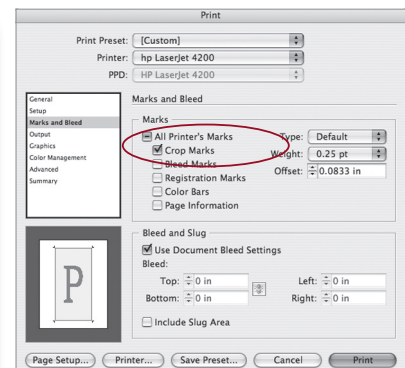 Print
Print Preset: [Custom]
Printer: hp LaserJet 4200
PPD: HP LaserJet 4200
General
Setup
Marks and Bleed
Output
Graphics
Color Management
Advanced
Summary
Marks and Bleed
Marks
All Printer's Marks
Crop Marks
Bleed Marks
Registration Marks
Color Bars
Page Information
Type: Default
Weight: 0.25 pt
Offset: 0.0833 in
P
Bleed and Slug
Use Document Bleed Settings
Bleed:
Top: 0 in Left: 0 in
Bottom: 0 in Right: 0 in
Include Slug Area
Page Setup... Printer... Save Preset... Cancel Print